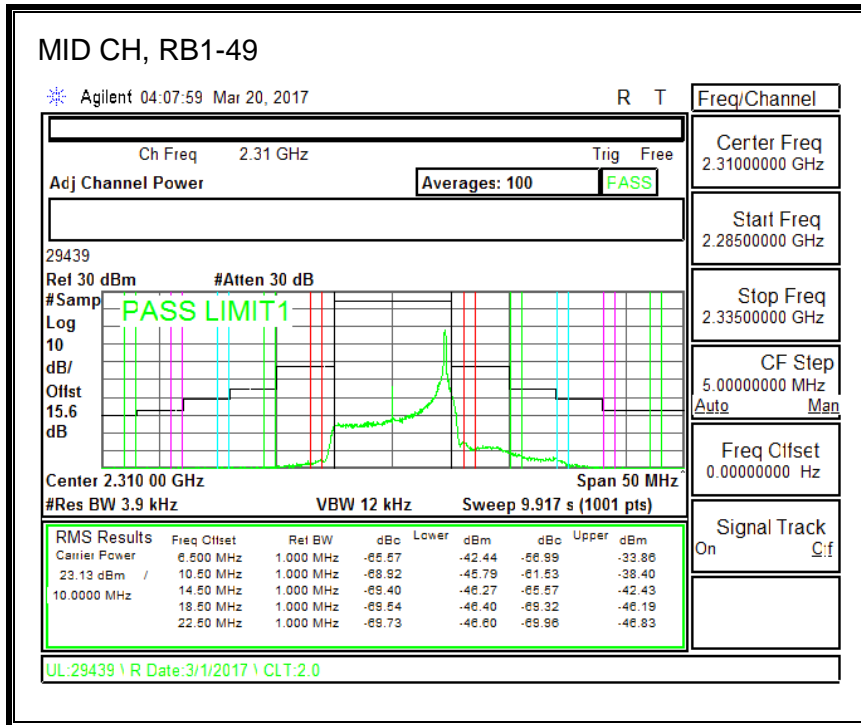 MID CH, RB1-49
Agilent 04:07:59 Mar 20, 2017 R T
Freq/Channel
Ch Freq 2.31 GHz Trig Free
Adj Channel Power Averages: 100 PASS
Center Freq
2.31000000 GHz
Start Freq
2.28500000 GHz
29439
Ref 30 dBm #Atten 30 dB
#Samp
Log
10
dB/
Offst
15.6
dB
PASS LIMIT1
Stop Freq
2.33500000 GHz
CF Step
5.00000000 MHz
Auto Man
Freq Offset
0.00000000 Hz
Center 2.310 00 GHz Span 50 MHz
#Res BW 3.9 kHz VBW 12 kHz Sweep 9.917 s (1001 pts)
Signal Track
On Off
RMS Results Freq Offset Ref BW dBc Lower dBm dBc Upper dBm
Carrier Power 6.500 MHz 1.000 MHz -65.57 -42.44 -56.99 -33.86
23.13 dBm / 10.50 MHz 1.000 MHz -68.92 -45.79 -61.53 -38.40
10.0000 MHz 14.50 MHz 1.000 MHz -69.40 -46.27 -65.57 -42.43
18.50 MHz 1.000 MHz -69.54 -46.40 -69.32 -46.19
22.50 MHz 1.000 MHz -69.73 -46.60 -69.96 -46.83
UL:29439 \ R Date:3/1/2017 \ CLT:2.0